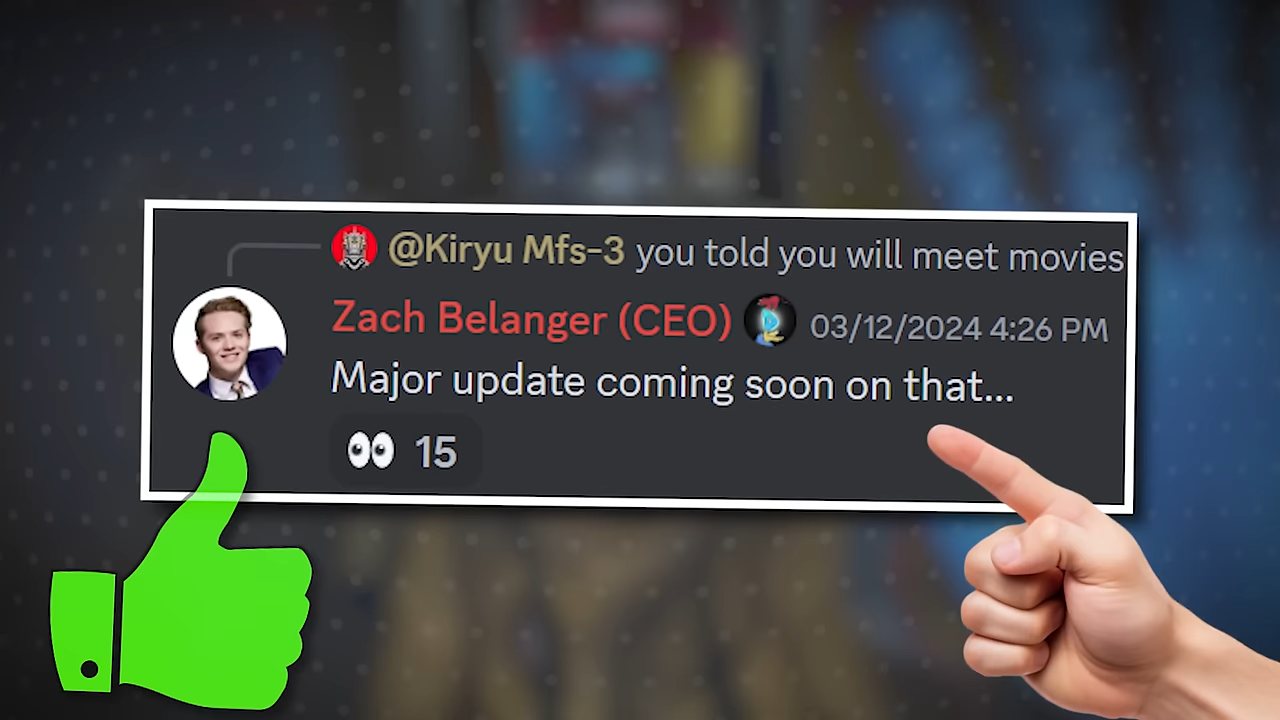 @Kiryu Mfs-3 you told you will meet movies
Zach Belanger (CEO) 03/12/2024 4:26 PM
Major update coming soon on that...
15